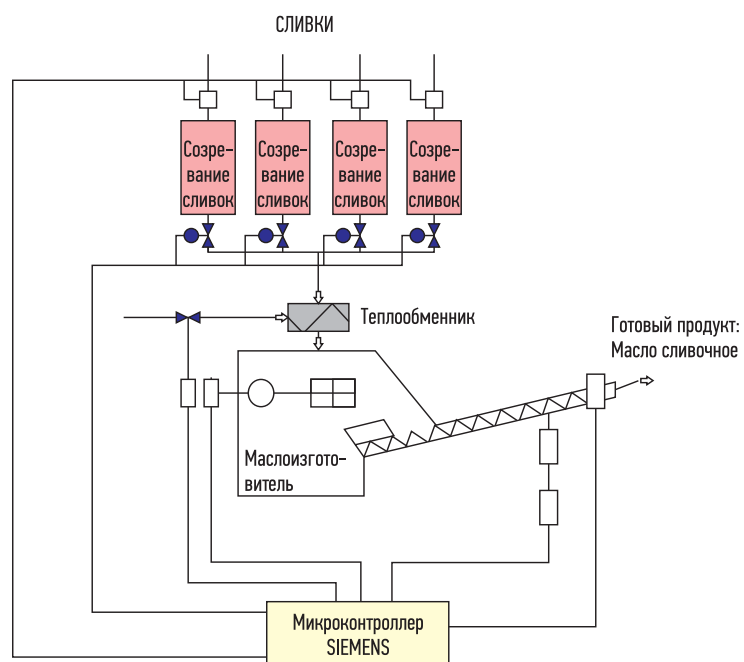 СЛИВКИ
Созре-
вание
сливок
Созре-
вание
сливок
Созре-
вание
сливок
Созре-
вание
сливок
Теплообменник
Готовый продукт:
Масло сливочное
Маслоизгото-
витель
Микроконтроллер
SIEMENS